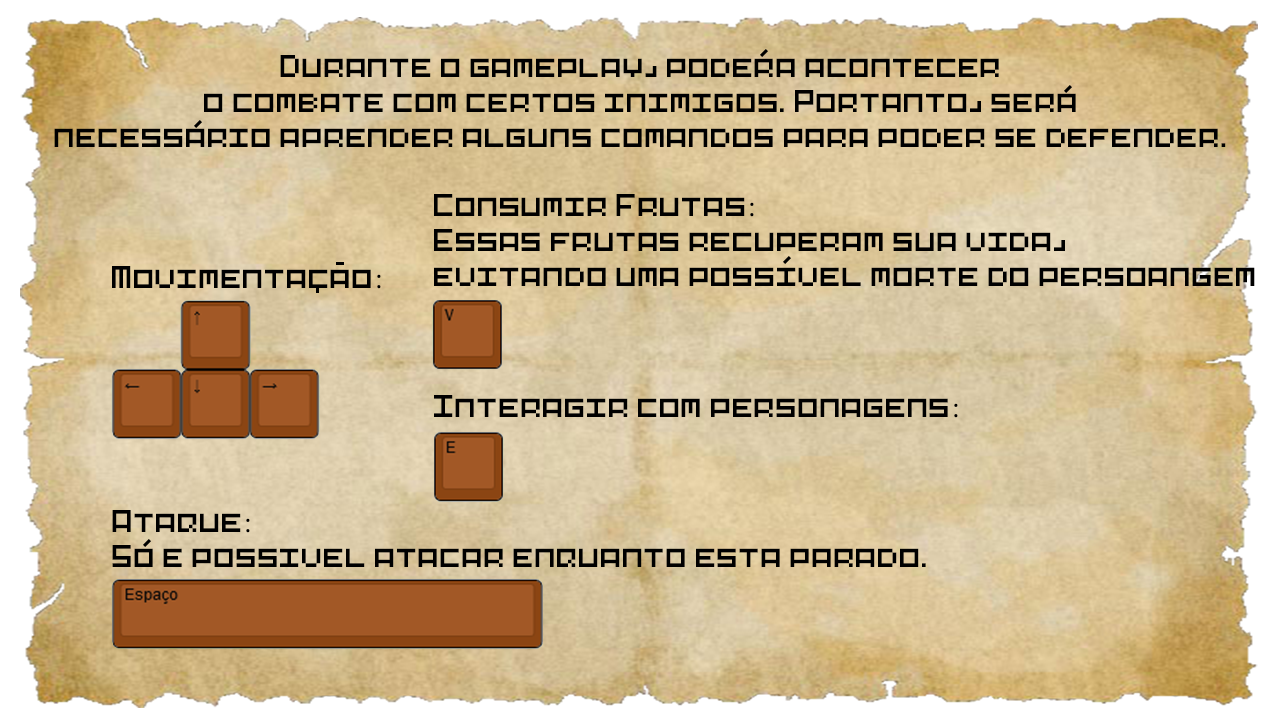 Durante o gameplay, podeŕa acontecer
o combate com certos inimigos. Portanto, será
necessário aprender alguns comandos para poder se defender.
Consumir Frutas:
Essas frutas recuperam sua vida,
evitando uma possível morte do persoangem
V
Movimentação:
↑
← ↓ →
Interagir com personagens:
E
Ataque:
Só e possivel atacar enquanto esta parado.
Espaço